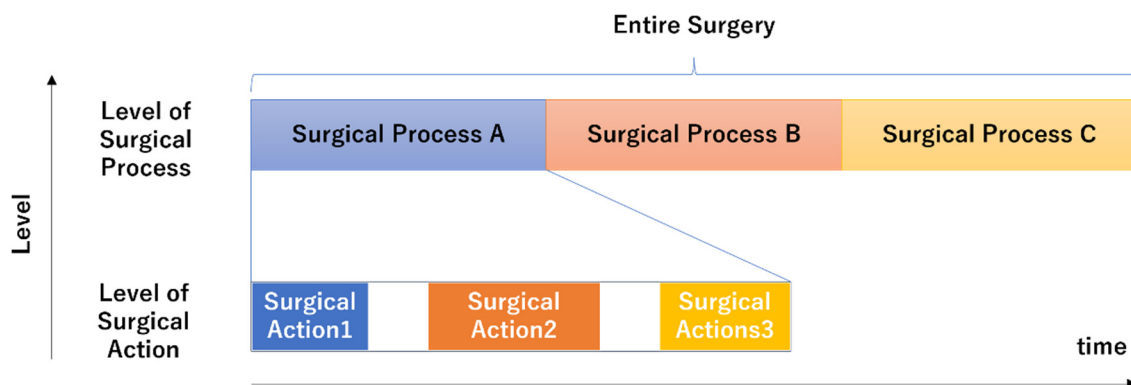 Entire Surgery
Level of
Surgical
Process
Surgical Process A
Surgical Process B
Surgical Process C
Level
Level of
Surgical
Action
Surgical
Action1
Surgical
Action2
Surgical
Actions3
time